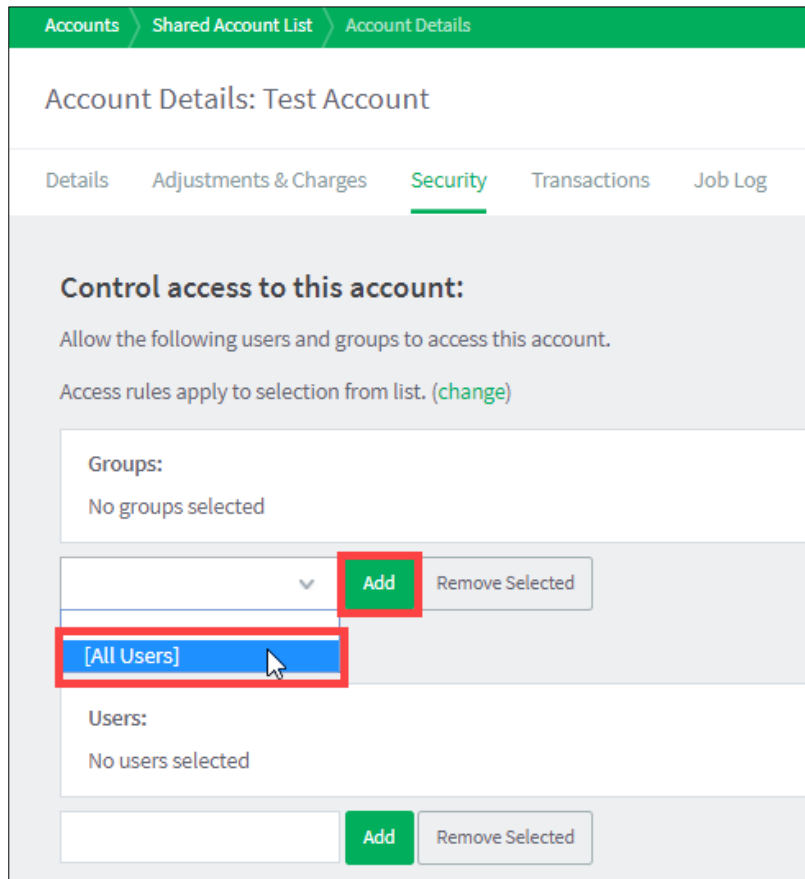 Accounts Shared Account List Account Details
Account Details: Test Account
Details Adjustments & Charges Security Transactions Job Log
Control access to this account:
Allow the following users and groups to access this account.
Access rules apply to selection from list. (change)
Groups:
No groups selected
Add Remove Selected
[All Users]
Users:
No users selected
Add Remove Selected